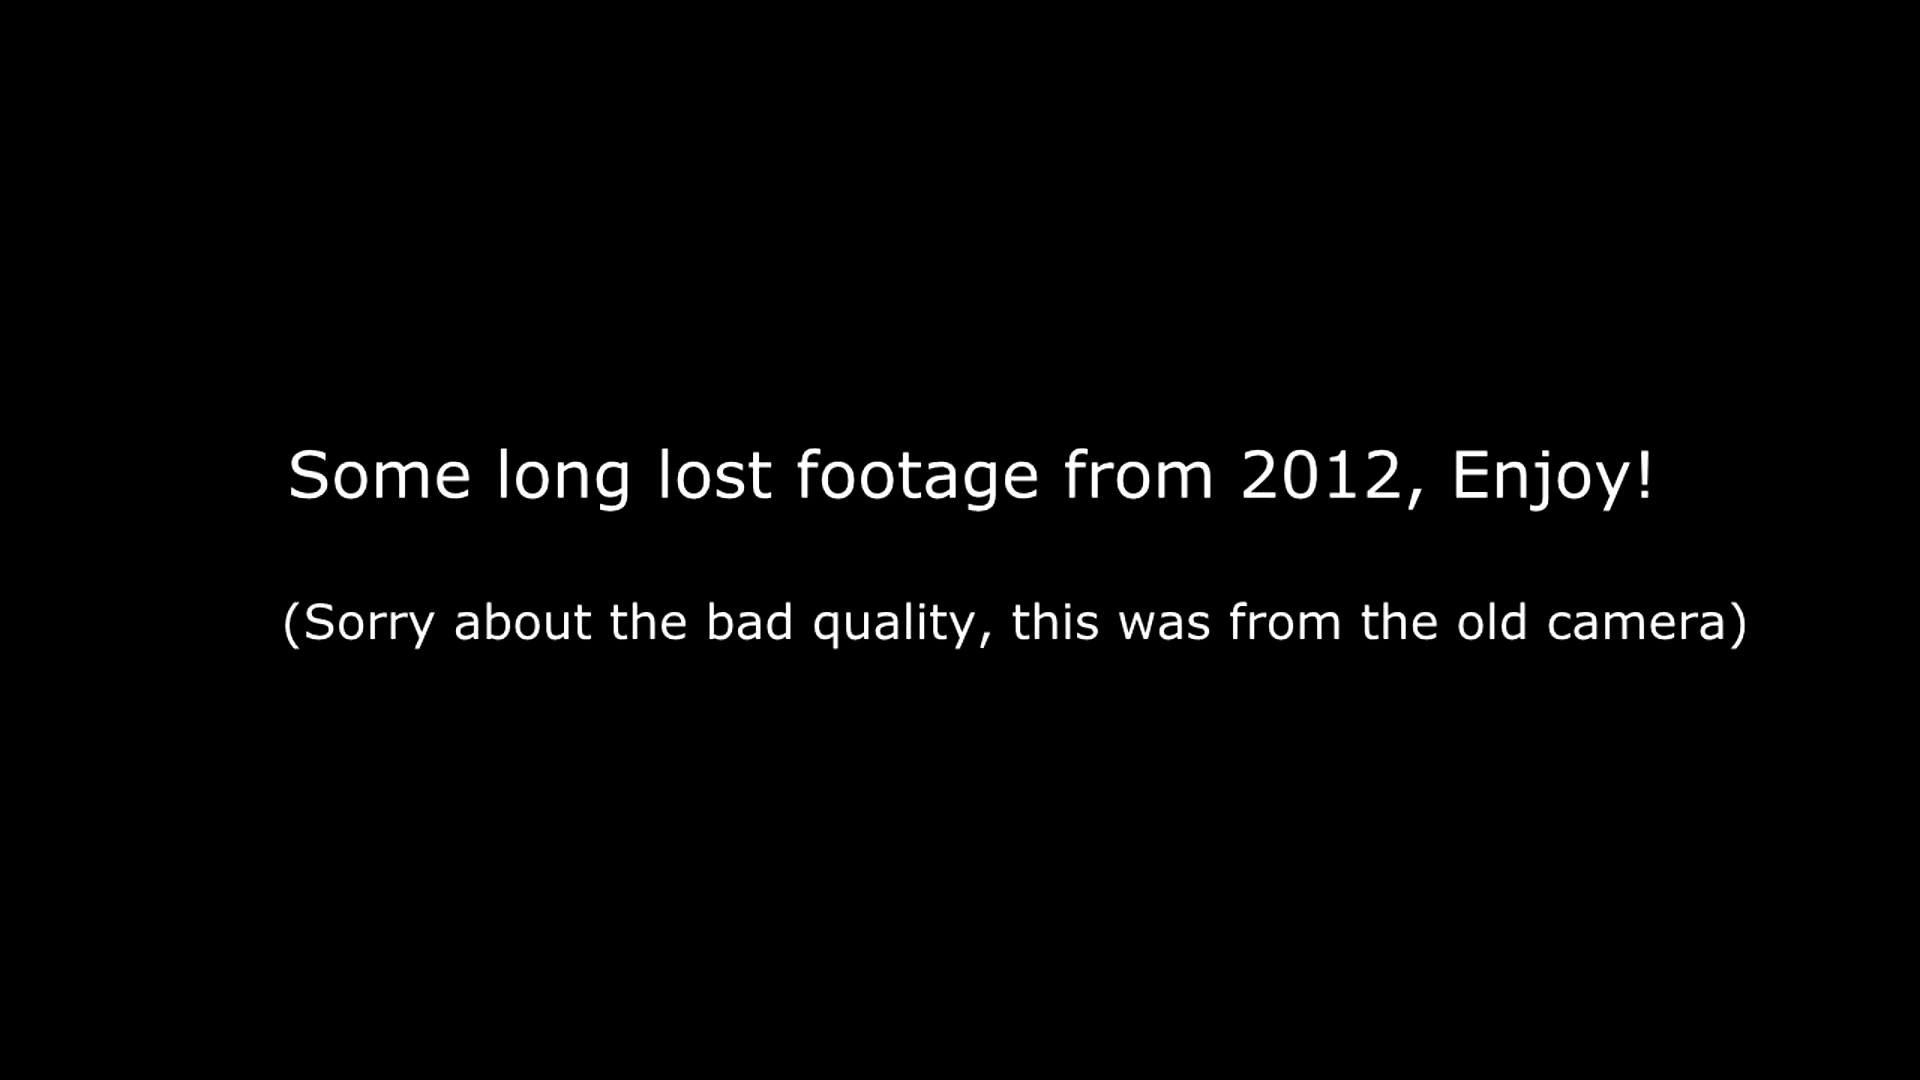 Some long lost footage from 2012, Enjoy!
(Sorry about the bad quality, this was from the old camera)